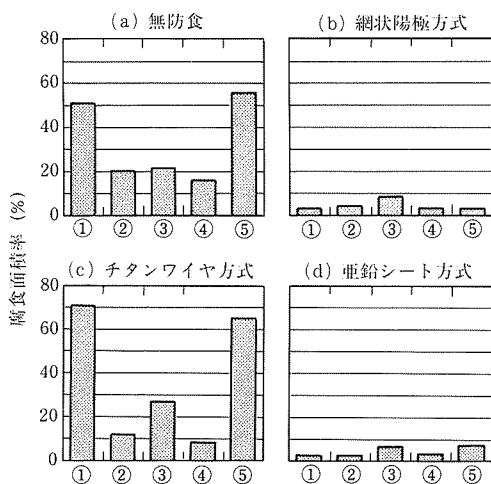 (a) 無防食
(b) 網状陽極方式
80
60
40
20
0
① ② ③ ④ ⑤
① ② ③ ④ ⑤
腐食面積率 (%)
(c) チタンワイヤ方式
(d) 亜鉛シート方式
80
60
40
20
0
① ② ③ ④ ⑤
① ② ③ ④ ⑤